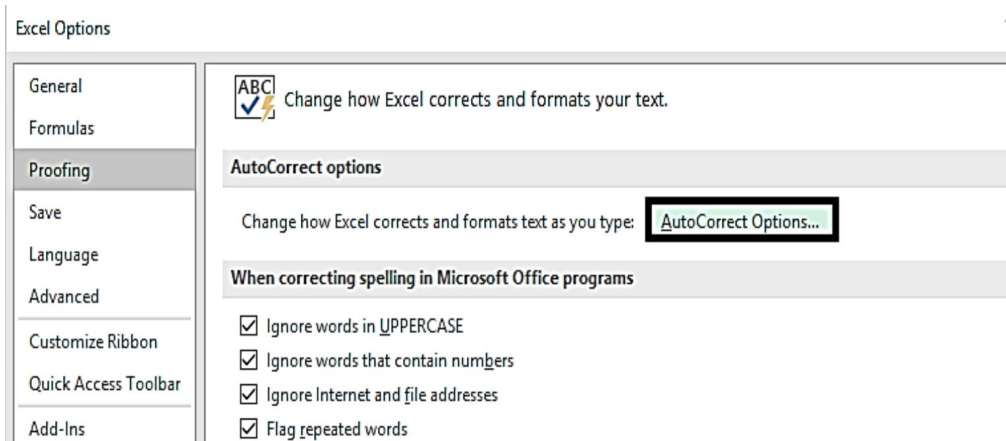 Excel Options
General
Formulas
Proofing
Save
Language
Advanced
Customize Ribbon
Quick Access Toolbar
Add-Ins
ABC
Change how Excel corrects and formats your text.
AutoCorrect options
Change how Excel corrects and formats text as you type:
AutoCorrect Options...
When correcting spelling in Microsoft Office programs
Ignore words in UPPERCASE
Ignore words that contain numbers
Ignore Internet and file addresses
Flag repeated words